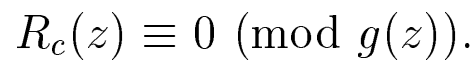 R_c(z) ≡ 0 (mod g(z)).